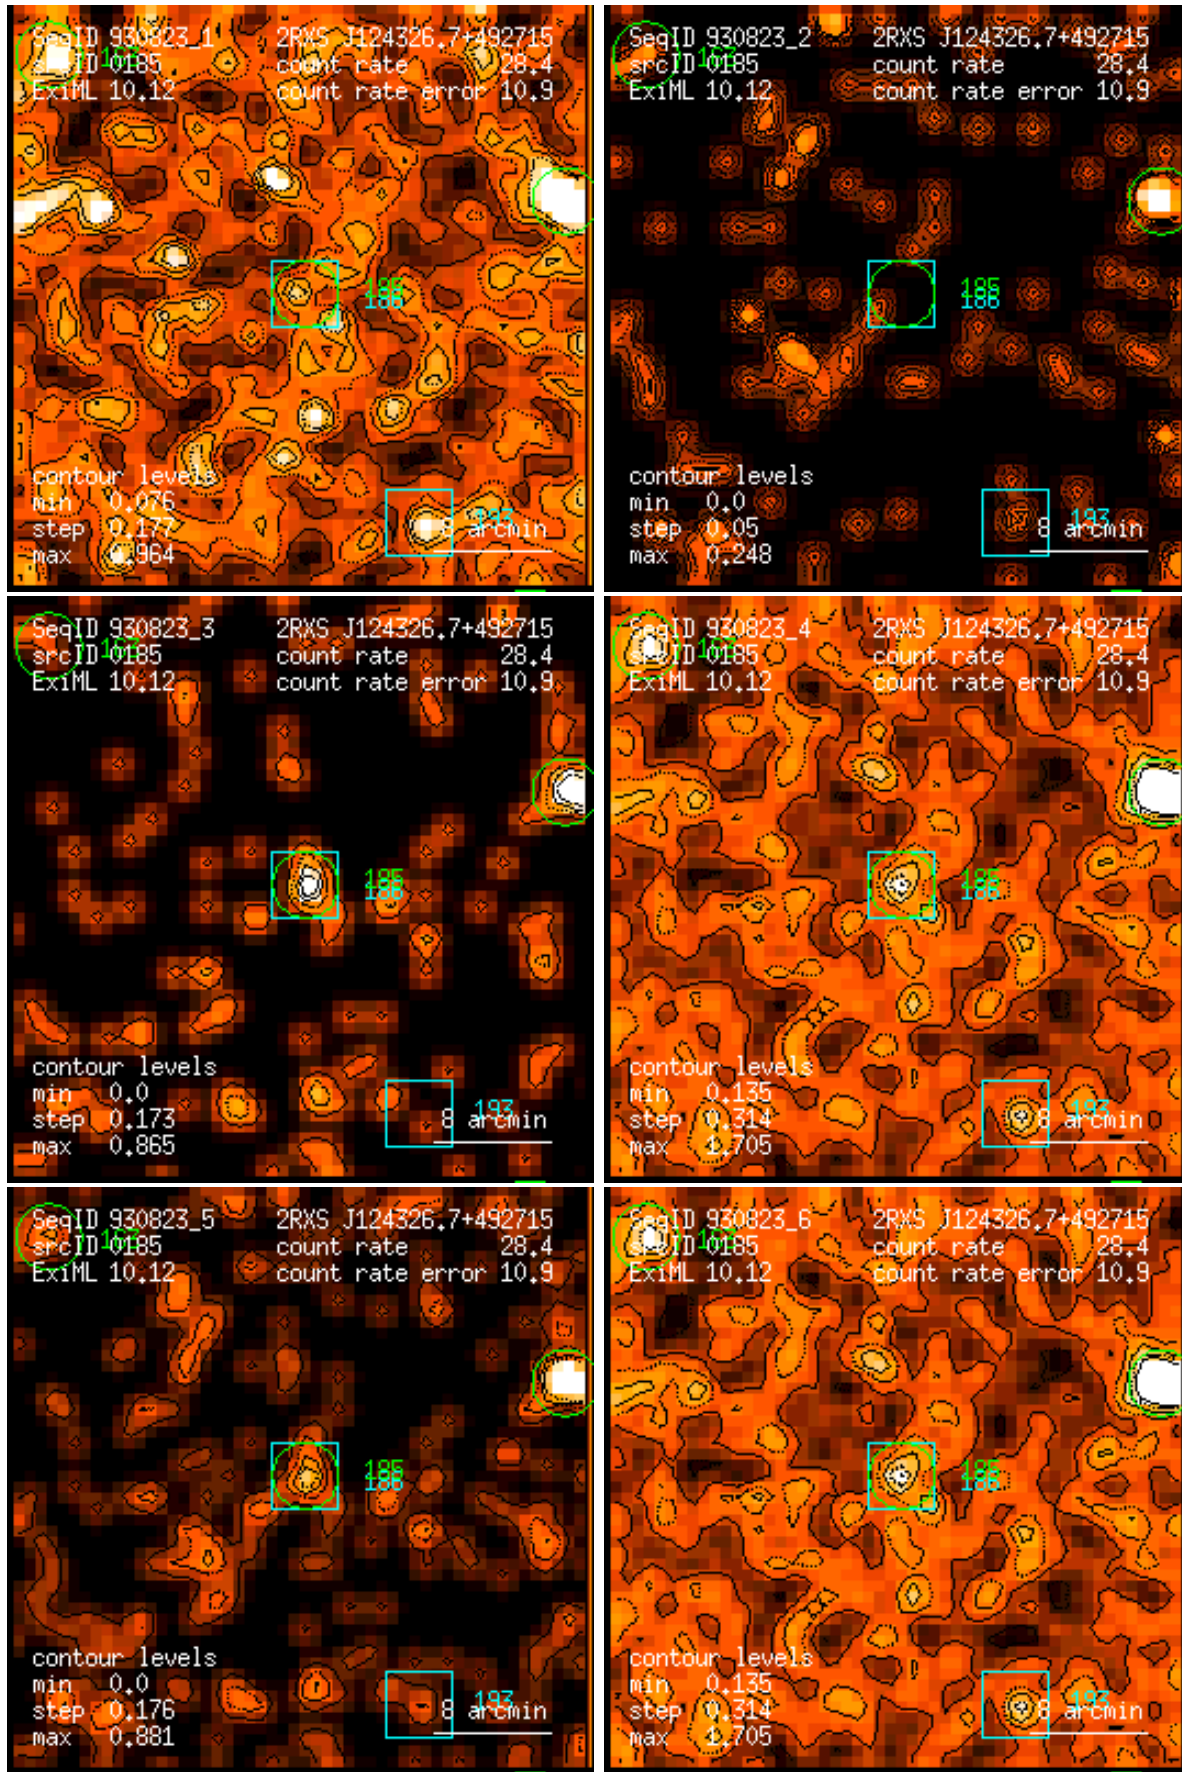 SeqID 930823_1 2RXS J124326.7+492715
srcID 0185 count rate 28.4
ExiML 10.12 count rate error 10.9
185
186
contour levels
min 0.076
step 0.177
max 0.964
193
8 arcmin
SeqID 930823_2 2RXS J124326.7+492715
srcID 0185 count rate 28.4
ExiML 10.12 count rate error 10.9
185
186
contour levels
min 0.0
step 0.05
max 0.248
193
8 arcmin
SeqID 930823_3 2RXS J124326.7+492715
srcID 0185 count rate 28.4
ExiML 10.12 count rate error 10.9
185
186
contour levels
min 0.0
step 0.173
max 0.865
193
8 arcmin
SeqID 930823_4 2RXS J124326.7+492715
srcID 0185 count rate 28.4
ExiML 10.12 count rate error 10.9
185
186
contour levels
min 0.135
step 0.314
max 1.705
193
8 arcmin
SeqID 930823_5 2RXS J124326.7+492715
srcID 0185 count rate 28.4
ExiML 10.12 count rate error 10.9
185
186
contour levels
min 0.0
step 0.176
max 0.881
193
8 arcmin
SeqID 930823_6 2RXS J124326.7+492715
srcID 0185 count rate 28.4
ExiML 10.12 count rate error 10.9
185
186
contour levels
min 0.135
step 0.314
max 1.705
193
8 arcmin